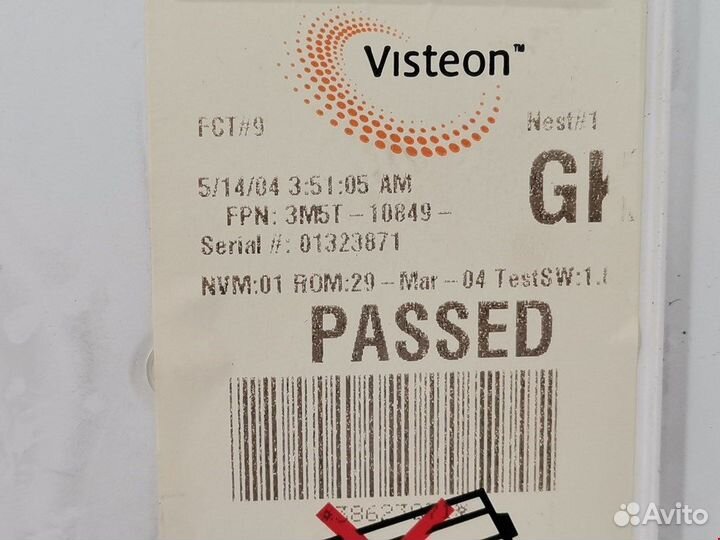 Visteon™
FCT#9 Nest#1
5/14/04 3:51:05 AM
FPN: 3M5T-10849-
Serial #: 01323871
NVM:01 ROM:29-Mar-04 TestSW:1.
PASSED
Avito